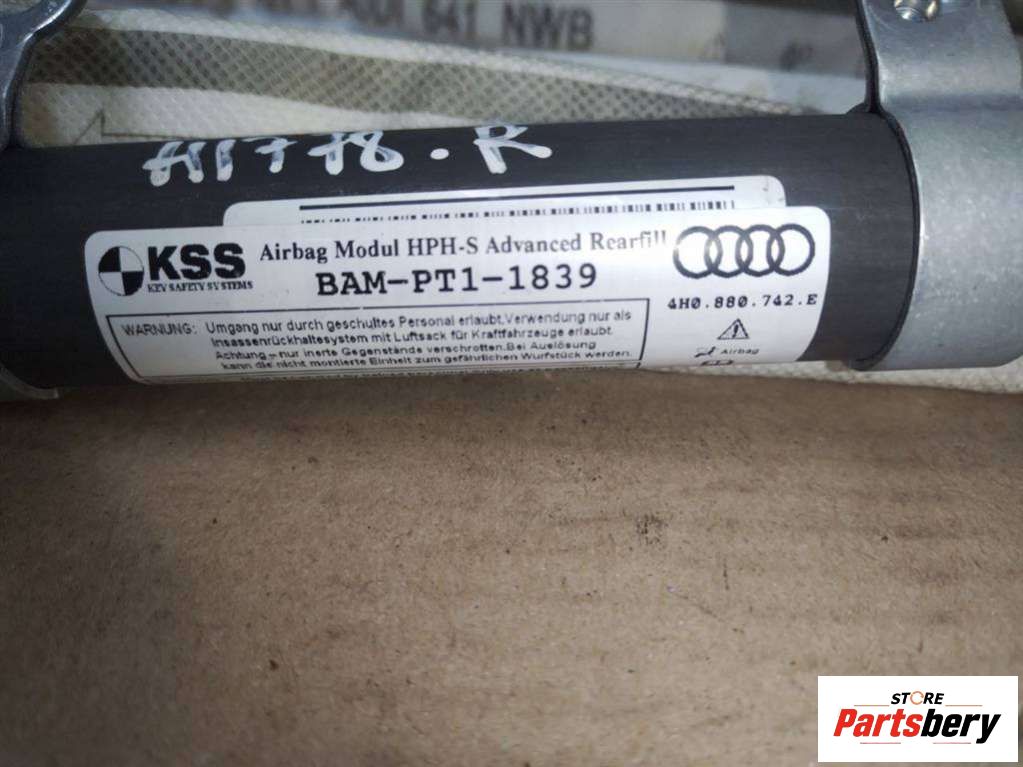 641 NWB
A1778.R
KSS
KEY SAFETY SYSTEMS
Airbag Modul HPH-S Advanced Rearfill
BAM-PT1-1839
4H0.880.742.E
Airbag
WARNUNG: Umgang nur durch geschultes Personal erlaubt.Verwendung nur als
Insassenrückhaltesystem mit Luftsack für Kraftfahrzeuge erlaubt.
Achtung-nur inerte Gegenstände verschrotten.Bei Auslösung
kann die nicht montierte Einheit zum gefährlichen Wurfstück werden.
STORE
Partsbery